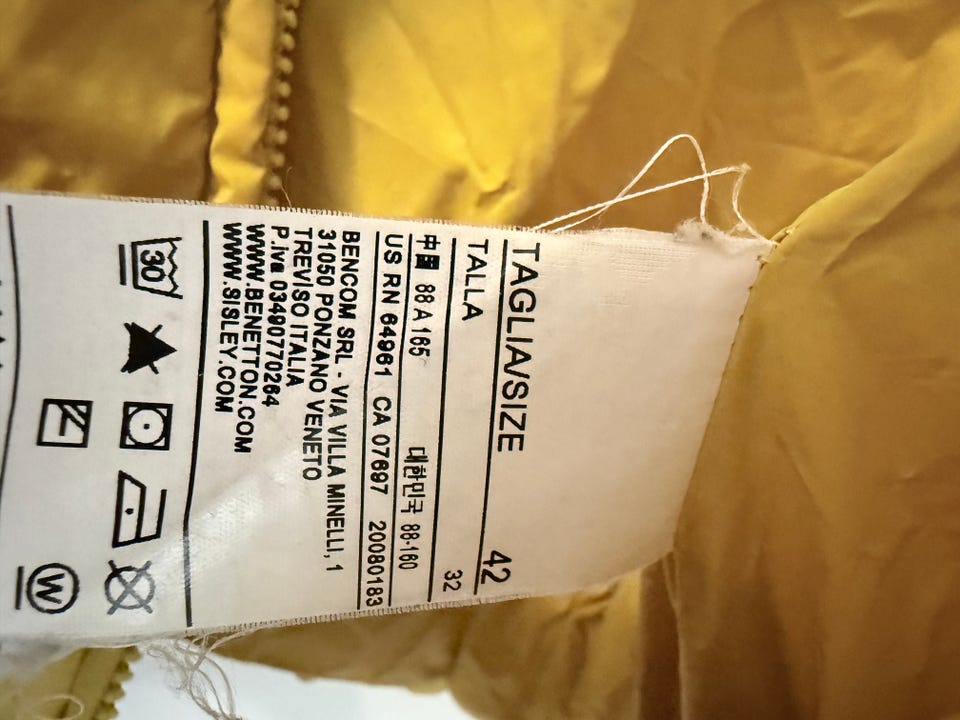 TAGLIA/SIZE 42
TALLA 32
中国 88 A 165 대한민국 88-160
US RN 64961 CA 07697 20080183
BENCOM SRL - VIA VILLA MINELLI, 1
31050 PONZANO VENETO
TREVISO ITALIA
P.iva 03490770264
WWW.BENETTON.COM
WWW.SISLEY.COM
30
W